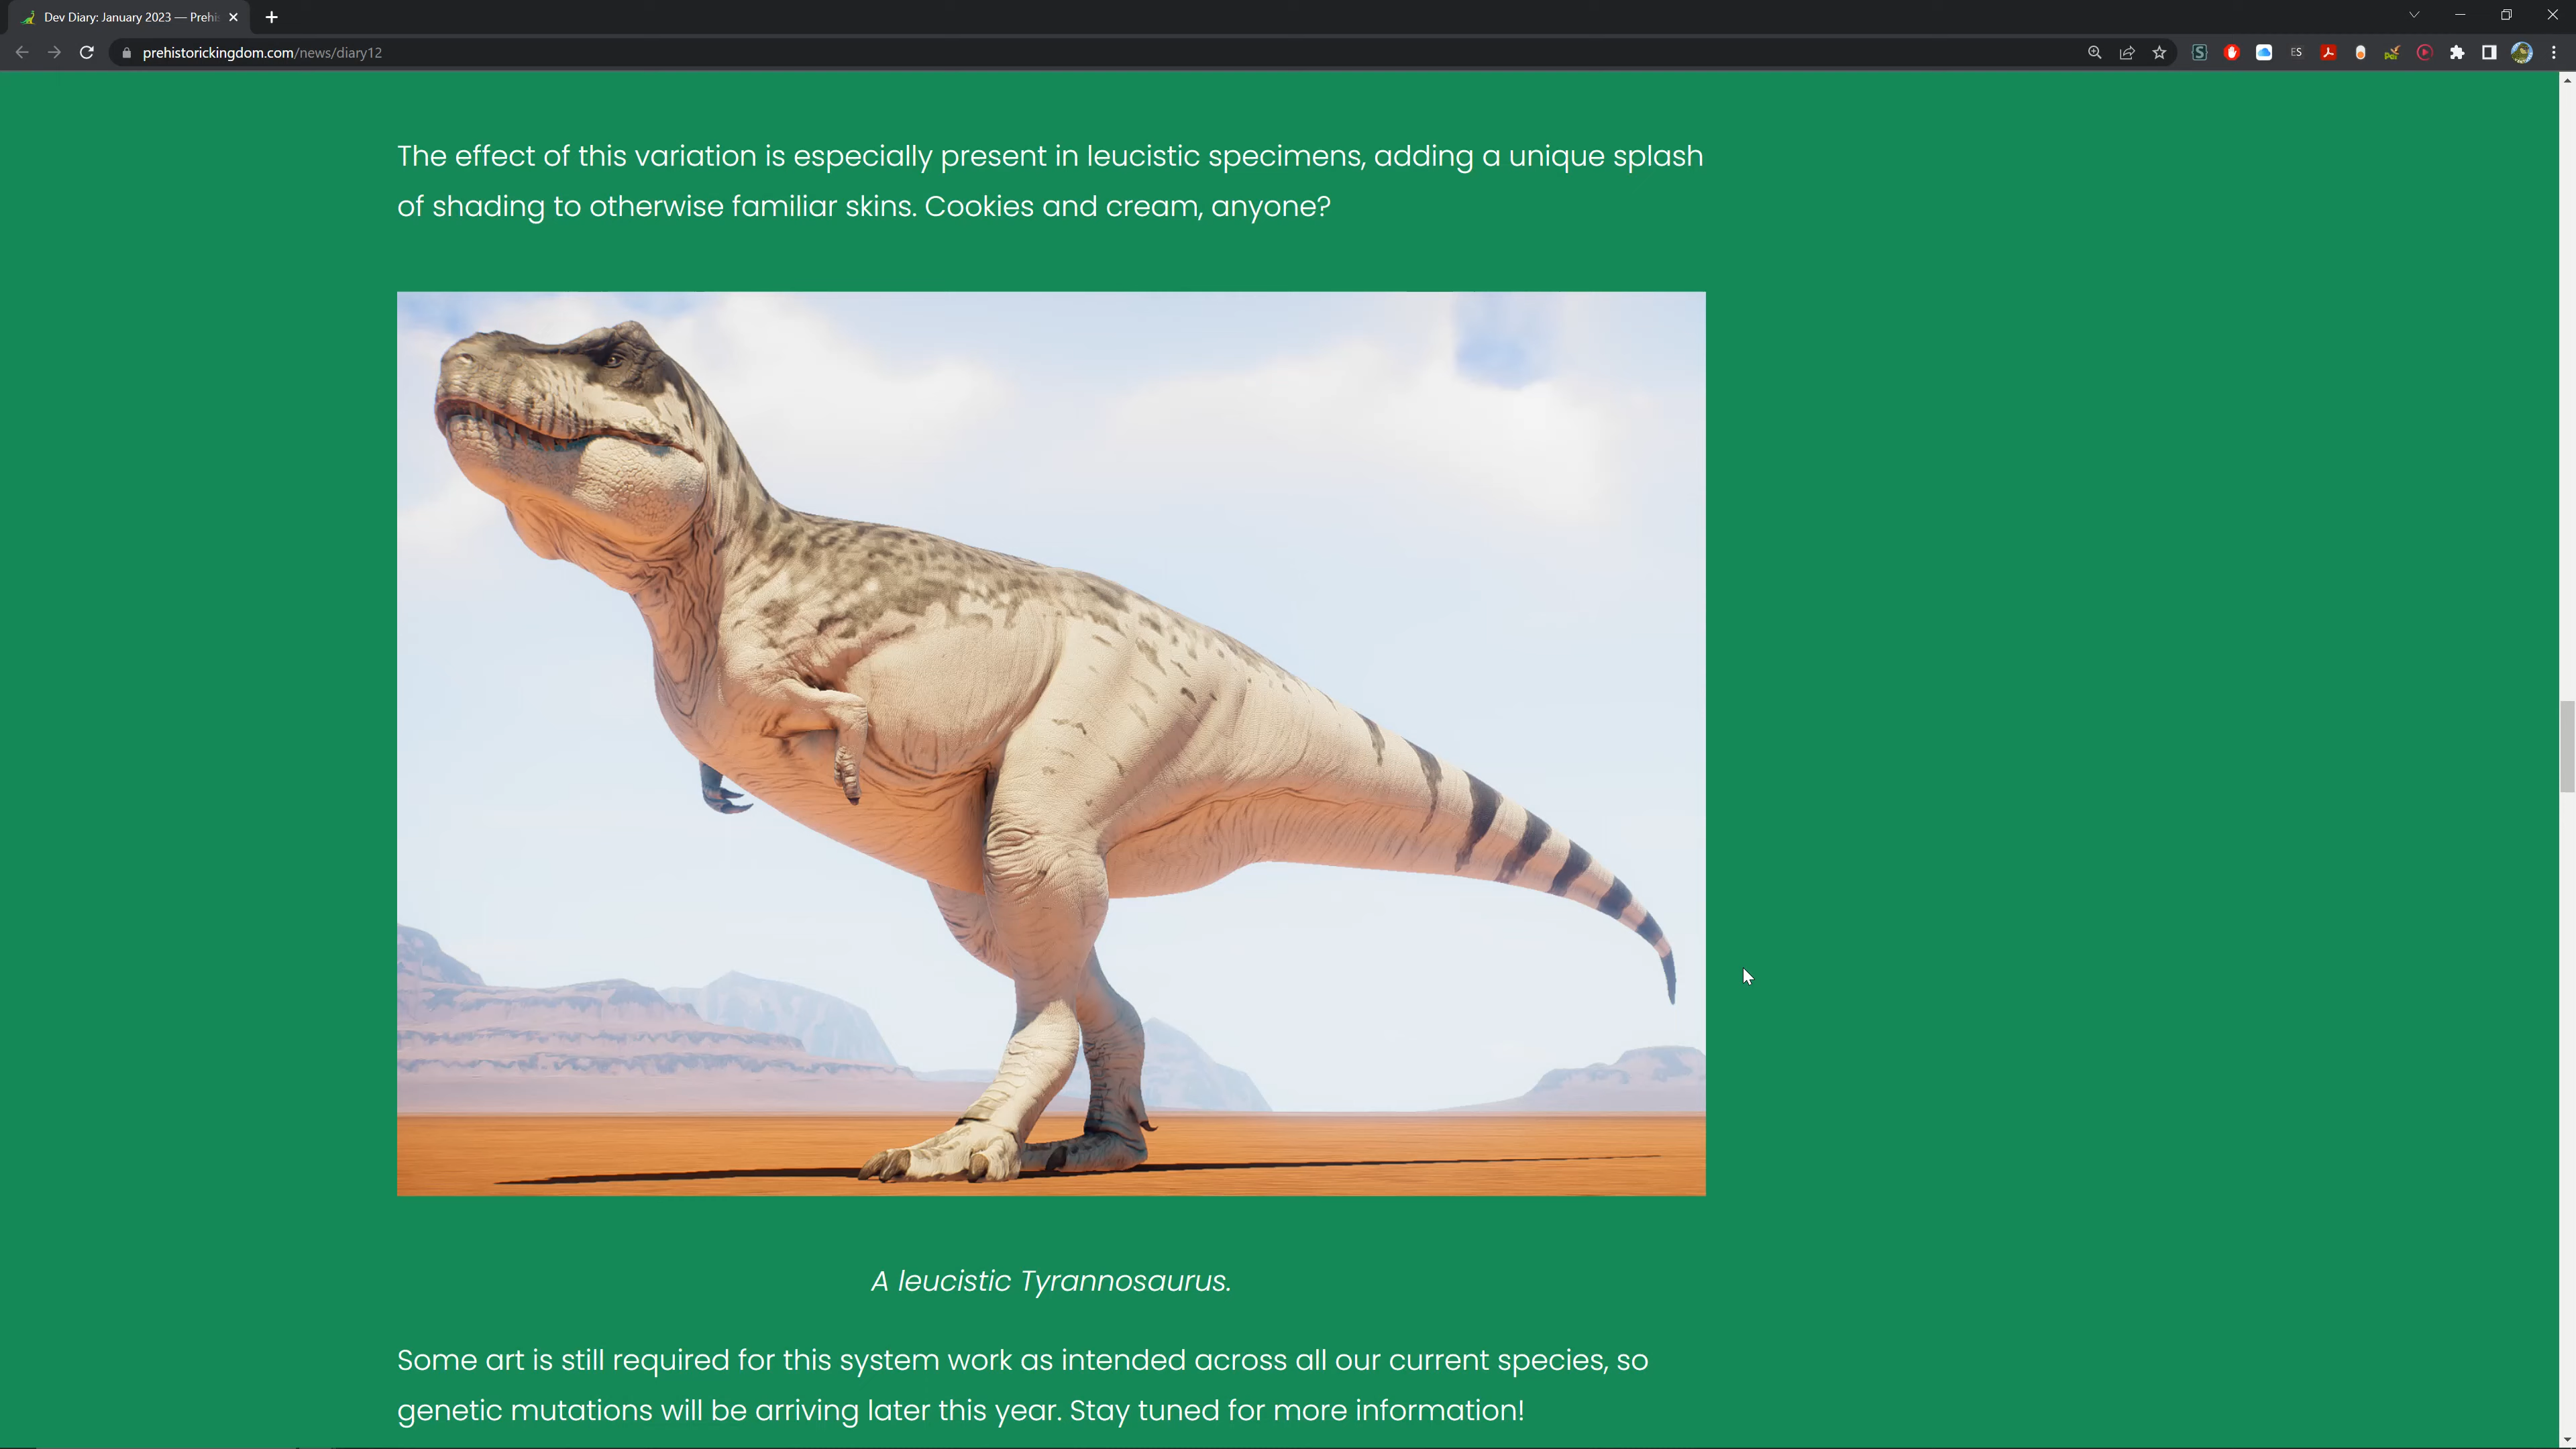 Dev Diary: January 2023 — Prehi
prehistorickingdom.com/news/diary12
ES
The effect of this variation is especially present in leucistic specimens, adding a unique splash
of shading to otherwise familiar skins. Cookies and cream, anyone?
A leucistic Tyrannosaurus.
Some art is still required for this system work as intended across all our current species, so
genetic mutations will be arriving later this year. Stay tuned for more information!